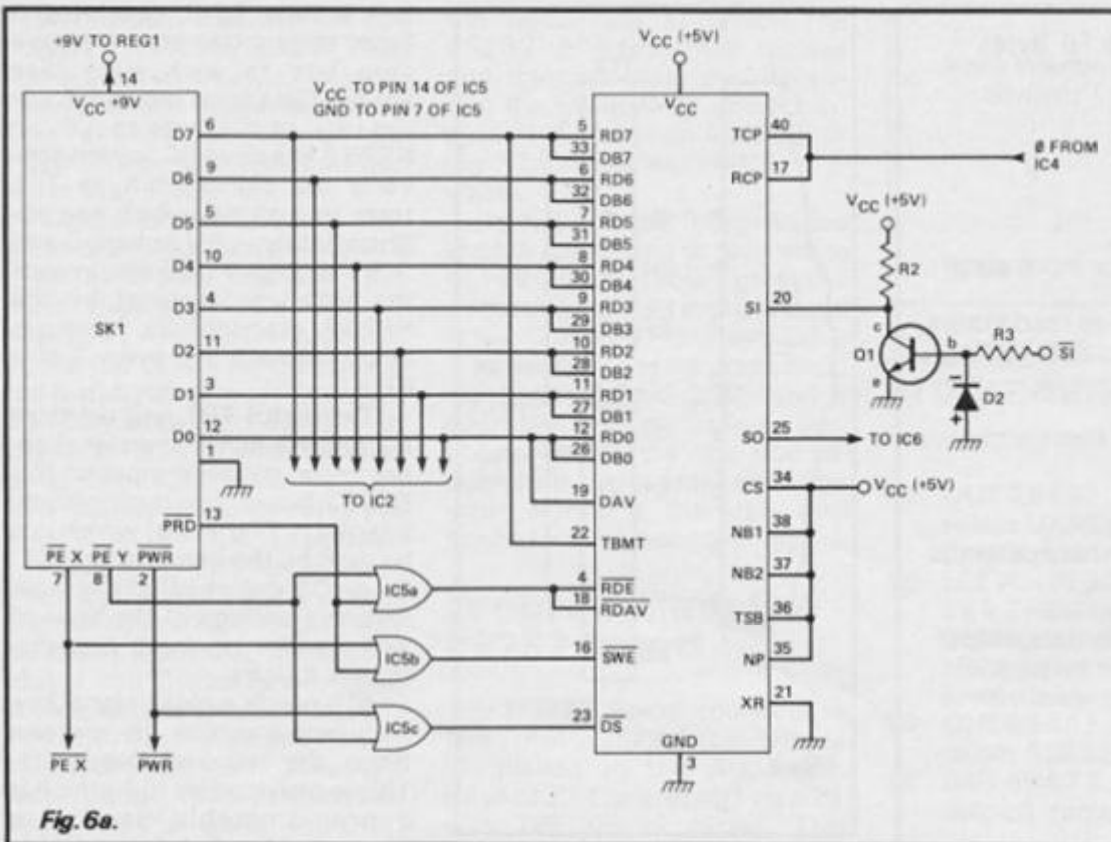 +9V TO REG1
14
VCC +9V
SK1
D7 6
D6 9
D5 5
D4 10
D3 4
D2 11
D1 3
D0 12
1
PRD 13
PE X PE Y PWR
7 8 2
PE X PWR
VCC TO PIN 14 OF IC5
GND TO PIN 7 OF IC5
TO IC2
IC5a
IC5b
IC5c
VCC (+5V)
VCC
5 RD7
33 DB7
6 RD6
32 DB6
7 RD5
31 DB5
8 RD4
30 DB4
9 RD3
29 DB3
10 RD2
28 DB2
11 RD1
27 DB1
12 RD0
26 DB0
19 DAV
22 TBMT
4 RDE
18 RDAV
16 SWE
23 DS
GND
3
TCP 40
RCP 17
Ø FROM
IC4
VCC (+5V)
R2
SI 20
c
Q1
b
e
R3
SI
D2
SO 25
TO IC6
CS 34
VCC (+5V)
NB1 38
NB2 37
TSB 36
NP 35
XR 21
Fig. 6a.